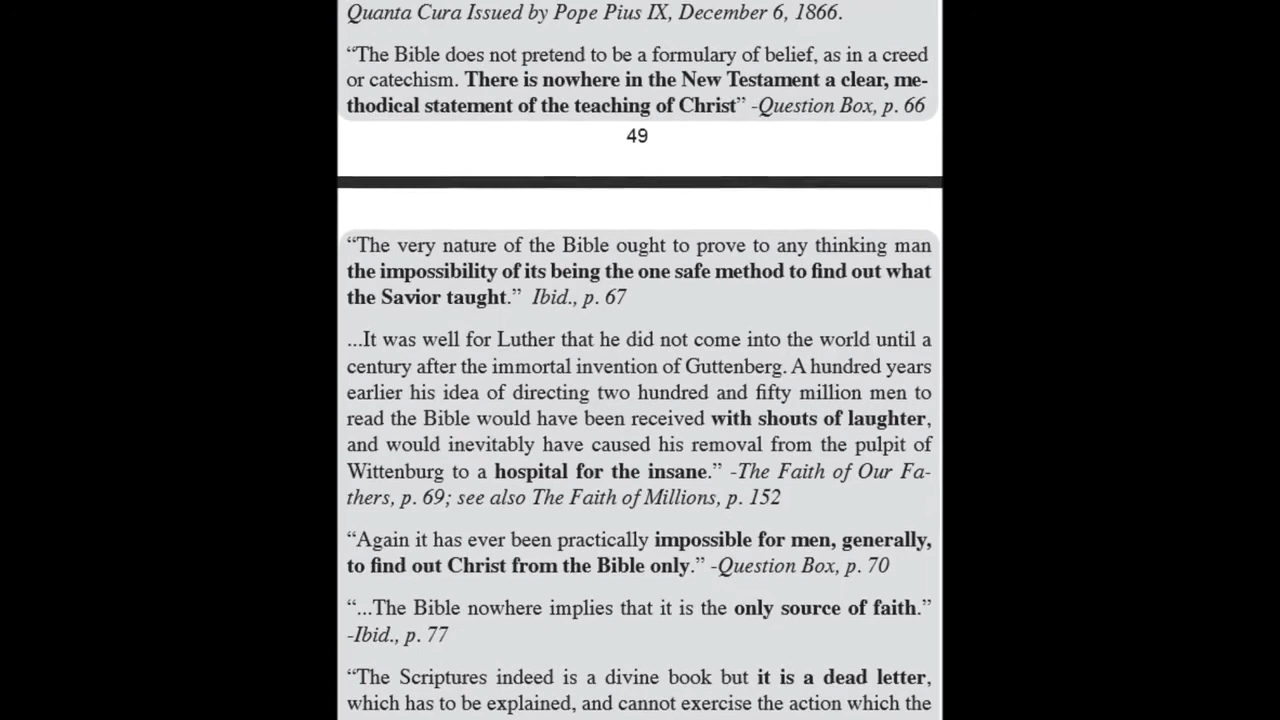 Quanta Cura Issued by Pope Pius IX, December 6, 1866.
“The Bible does not pretend to be a formulary of belief, as in a creed
or catechism. There is nowhere in the New Testament a clear, me-
thodical statement of the teaching of Christ” -Question Box, p. 66
49
“The very nature of the Bible ought to prove to any thinking man
the impossibility of its being the one safe method to find out what
the Savior taught.” Ibid., p. 67
...It was well for Luther that he did not come into the world until a
century after the immortal invention of Guttenberg. A hundred years
earlier his idea of directing two hundred and fifty million men to
read the Bible would have been received with shouts of laughter,
and would inevitably have caused his removal from the pulpit of
Wittenburg to a hospital for the insane.” -The Faith of Our Fa-
thers, p. 69; see also The Faith of Millions, p. 152
“Again it has ever been practically impossible for men, generally,
to find out Christ from the Bible only.” -Question Box, p. 70
“...The Bible nowhere implies that it is the only source of faith.”
-Ibid., p. 77
“The Scriptures indeed is a divine book but it is a dead letter,
which has to be explained, and cannot exercise the action which the